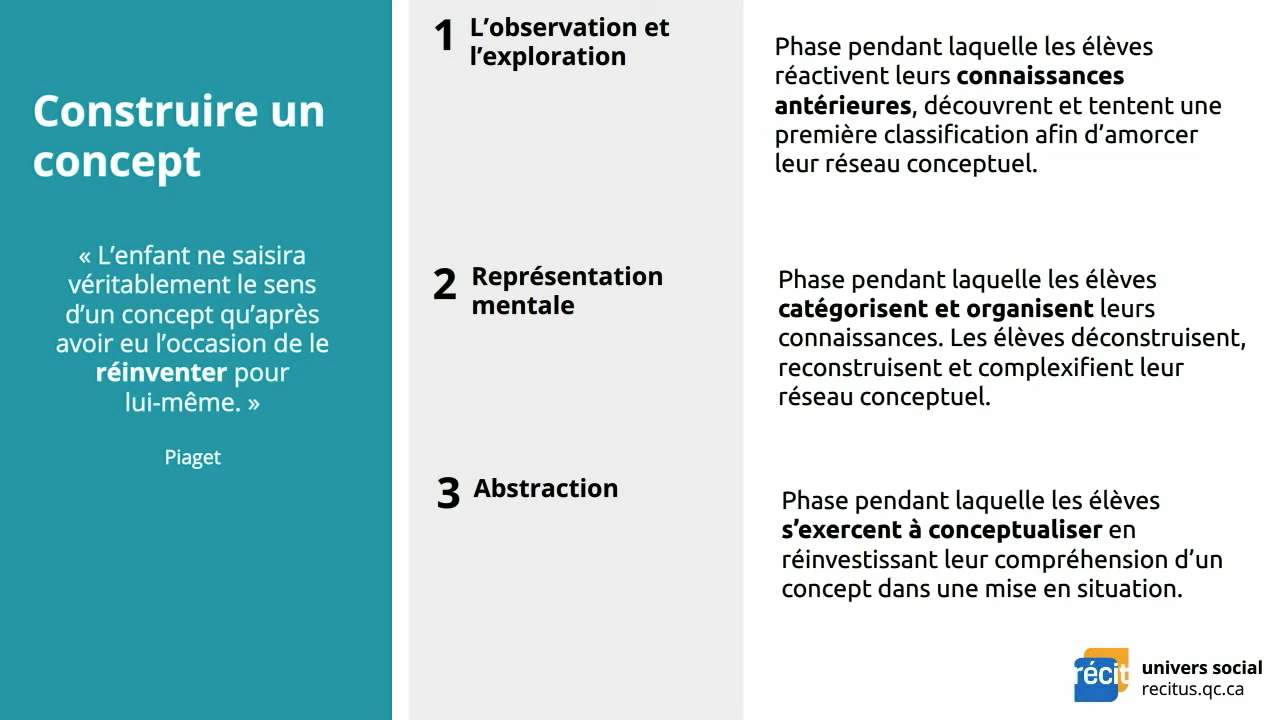 Construire un
concept
« L’enfant ne saisira
véritablement le sens
d’un concept qu’après
avoir eu l’occasion de le
réinventer pour
lui-même. »
Piaget
1 L’observation et
l’exploration
Phase pendant laquelle les élèves
réactivent leurs connaissances
antérieures, découvrent et tentent une
première classification afin d’amorcer
leur réseau conceptuel.
2 Représentation
mentale
Phase pendant laquelle les élèves
catégorisent et organisent leurs
connaissances. Les élèves déconstruisent,
reconstruisent et complexifient leur
réseau conceptuel.
3 Abstraction
Phase pendant laquelle les élèves
s’exercent à conceptualiser en
réinvestissant leur compréhension d’un
concept dans une mise en situation.
récit univers social
recitus.qc.ca